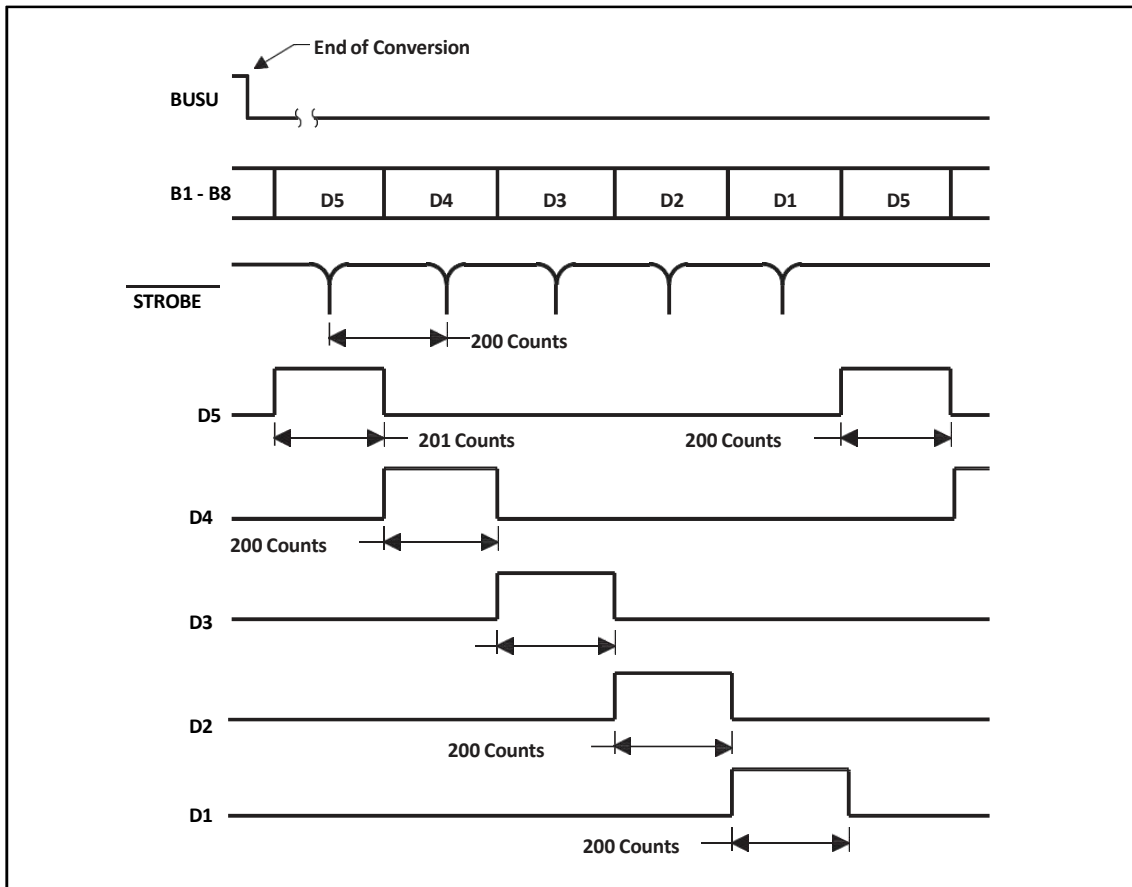 End of Conversion
BUSU
B1 - B8
D5 D4 D3 D2 D1 D5
STROBE
200 Counts
D5
201 Counts 200 Counts
D4
200 Counts
D3
D2
200 Counts
D1
200 Counts